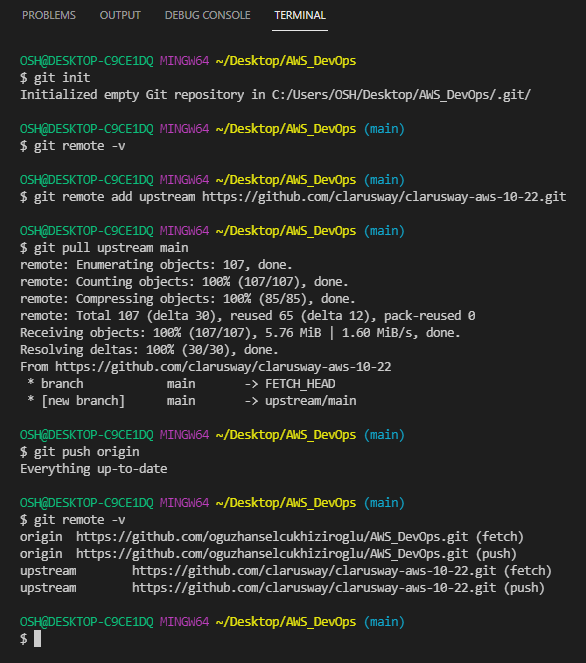 PROBLEMS OUTPUT DEBUG CONSOLE TERMINAL
OSH@DESKTOP-C9CE1DQ MINGW64 ~/Desktop/AWS_DevOps
$ git init
Initialized empty Git repository in C:/Users/OSH/Desktop/AWS_DevOps/.git/
OSH@DESKTOP-C9CE1DQ MINGW64 ~/Desktop/AWS_DevOps (main)
$ git remote -v
OSH@DESKTOP-C9CE1DQ MINGW64 ~/Desktop/AWS_DevOps (main)
$ git remote add upstream https://github.com/clarusway/clarusway-aws-10-22.git
OSH@DESKTOP-C9CE1DQ MINGW64 ~/Desktop/AWS_DevOps (main)
$ git pull upstream main
remote: Enumerating objects: 107, done.
remote: Counting objects: 100% (107/107), done.
remote: Compressing objects: 100% (85/85), done.
remote: Total 107 (delta 30), reused 65 (delta 12), pack-reused 0
Receiving objects: 100% (107/107), 5.76 MiB | 1.60 MiB/s, done.
Resolving deltas: 100% (30/30), done.
From https://github.com/clarusway/clarusway-aws-10-22
 * branch            main       -> FETCH_HEAD
 * [new branch]      main       -> upstream/main
OSH@DESKTOP-C9CE1DQ MINGW64 ~/Desktop/AWS_DevOps (main)
$ git push origin
Everything up-to-date
OSH@DESKTOP-C9CE1DQ MINGW64 ~/Desktop/AWS_DevOps (main)
$ git remote -v
origin  https://github.com/oguzhanselcukhiziroglu/AWS_DevOps.git (fetch)
origin  https://github.com/oguzhanselcukhiziroglu/AWS_DevOps.git (push)
upstream        https://github.com/clarusway/clarusway-aws-10-22.git (fetch)
upstream        https://github.com/clarusway/clarusway-aws-10-22.git (push)
OSH@DESKTOP-C9CE1DQ MINGW64 ~/Desktop/AWS_DevOps (main)
$